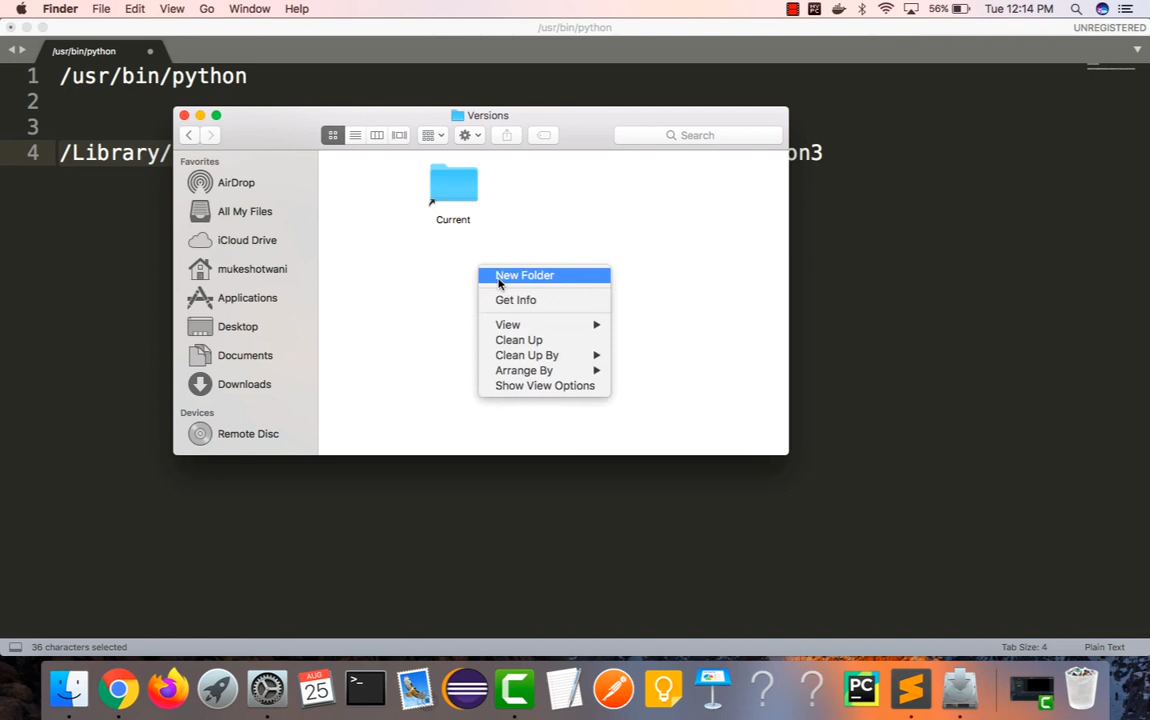 Finder File Edit View Go Window Help 56% Tue 12:14 PM
/usr/bin/python UNREGISTERED
/usr/bin/python
1 /usr/bin/python
2
3
4 /Library/ on3
Versions
Search
Favorites
AirDrop
All My Files
iCloud Drive
mukeshotwani
Applications
Desktop
Documents
Downloads
Devices
Remote Disc
Current
New Folder
Get Info
View
Clean Up
Clean Up By
Arrange By
Show View Options
36 characters selected Tab Size: 4 Plain Text
AUG
25
>_
C
PC
S